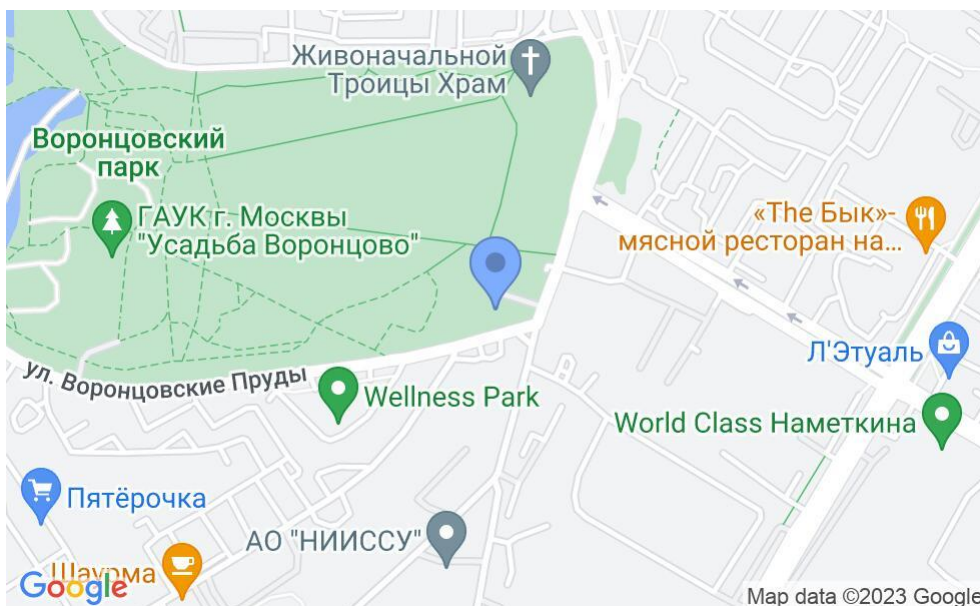 Живоначальной
Троицы Храм
Воронцовский
парк
ГАУК г. Москвы
"Усадьба Воронцово"
«The Бык»-
мясной ресторан на...
Л'Этуаль
ул. Воронцовские Пруды
Wellness Park
World Class Наметкина
Пятёрочка
АО "НИИССУ"
Шаурма
Google
Map data ©2023 Google